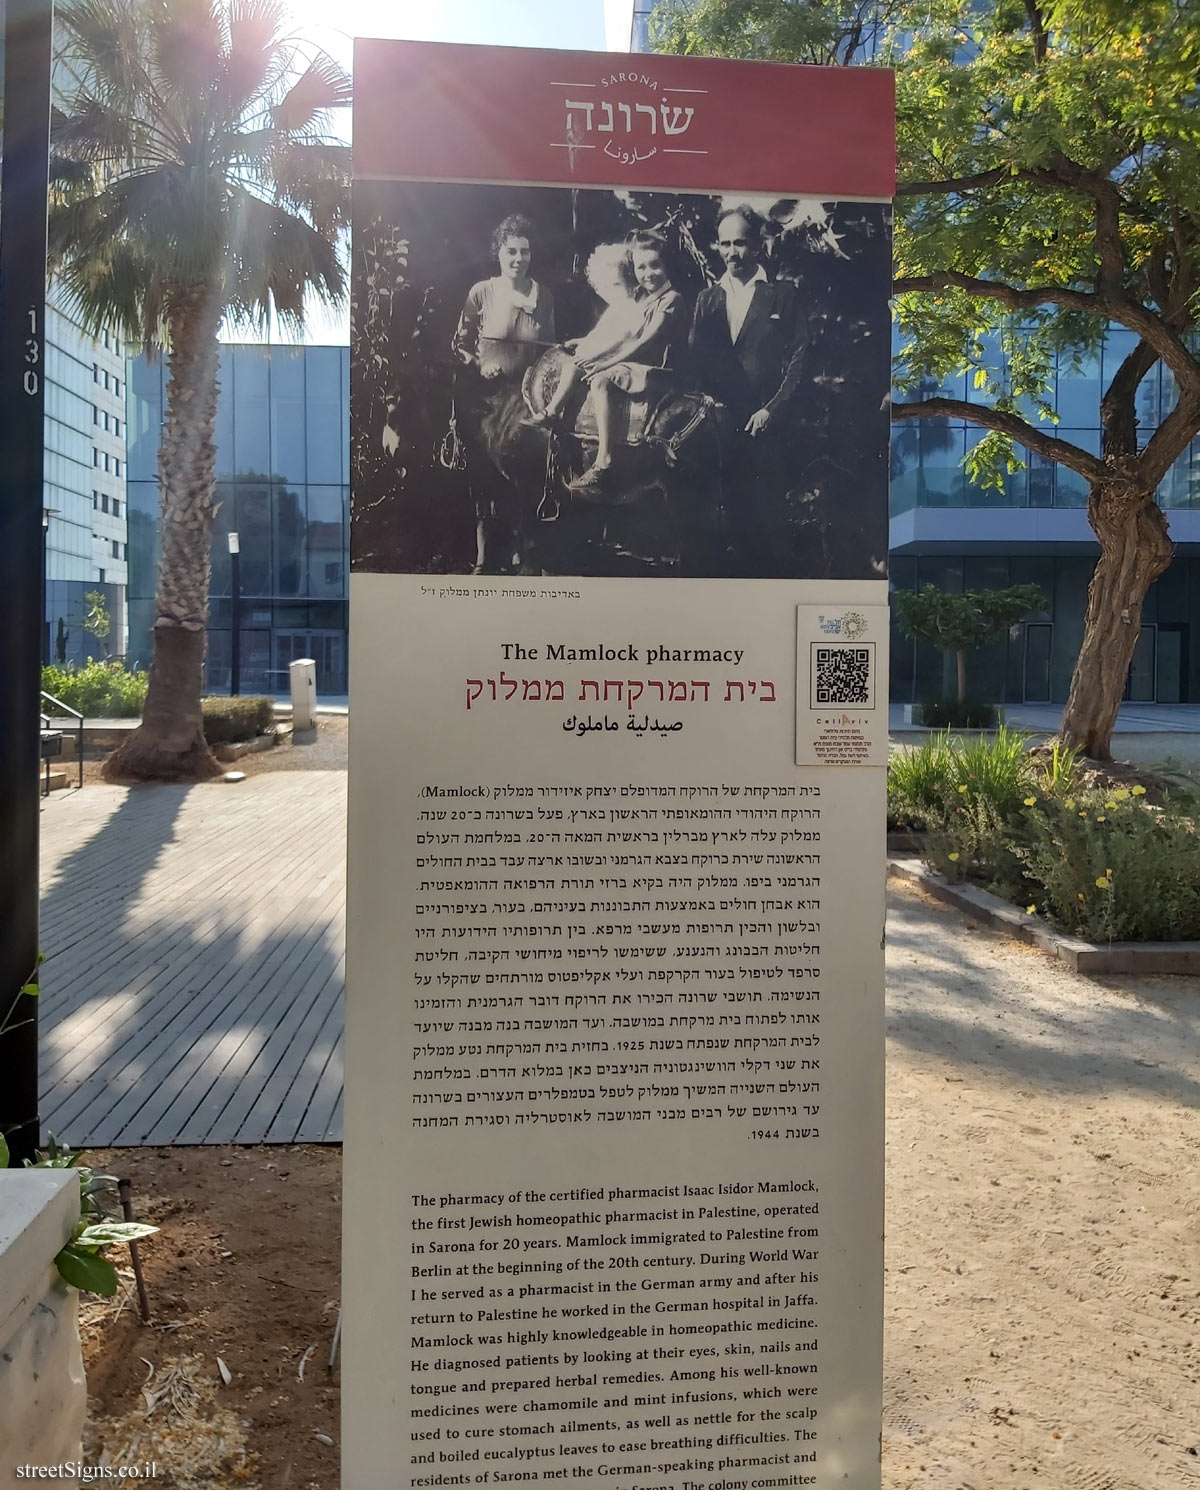 SARONA
שׂרונה
سارونا
130
באדיבות משפחת יונתן ממלוק ז"ל
The Mamlock pharmacy
בית המרקחת ממלוק
صيدلية ماملوك
CellAviv
בית המרקחת של הרוקח המדופלם יצחק איזידור ממלוק (Mamlock),
הרוקח היהודי ההומאופתי הראשון בארץ, פעל בשרונה כ־20 שנה.
ממלוק עלה לארץ מברלין בראשית המאה ה־20, במלחמת העולם
הראשונה שירת כרוקח בצבא הגרמני ובשובו ארצה עבד בבית החולים
הגרמני ביפו. ממלוק היה בקיא ברזי תורת הרפואה ההומאפטית.
הוא אבחן חולים באמצעות התבוננות בעיניהם, בעור, בציפורניים
ובלשון והכין תרופות מעשבי מרפא. בין תרופותיו הידועות היו
חליטות הבבונג והנענע, ששימשו לריפוי מיחושי הקיבה, חליטת
סרפד לטיפול בעור הקרקפת ועלי אקליפטוס מורתחים שהקלו על
הנשימה. תושבי שרונה הכירו את הרוקח דובר הגרמנית והזמינו
אותו לפתוח בית מרקחת במושבה. ועד המושבה בנה מבנה שיועד
לבית המרקחת שנפתח בשנת 1925. בחזית בית המרקחת נטע ממלוק
את שני דקלי הוושינגטוניה הניצבים כאן במלוא הדרם. במלחמת
העולם השנייה המשיך ממלוק לטפל בטמפלרים העצורים בשרונה
עד גירושם של רבים מבני המושבה לאוסטרליה וסגירת המחנה
בשנת 1944.
The pharmacy of the certified pharmacist Isaac Isidor Mamlock,
the first Jewish homeopathic pharmacist in Palestine, operated
in Sarona for 20 years. Mamlock immigrated to Palestine from
Berlin at the beginning of the 20th century. During World War
I he served as a pharmacist in the German army and after his
return to Palestine he worked in the German hospital in Jaffa.
Mamlock was highly knowledgeable in homeopathic medicine.
He diagnosed patients by looking at their eyes, skin, nails and
tongue and prepared herbal remedies. Among his well-known
medicines were chamomile and mint infusions, which were
used to cure stomach ailments, as well as nettle for the scalp
and boiled eucalyptus leaves to ease breathing difficulties. The
residents of Sarona met the German-speaking pharmacist and
in Sarona. The colony committee
streetSigns.co.il